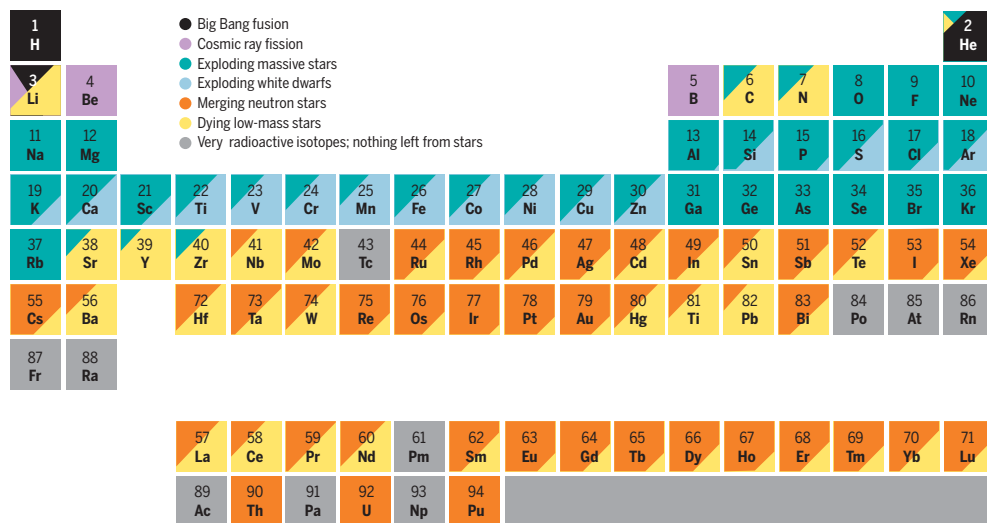 1
H
Big Bang fusion
Cosmic ray fission
Exploding massive stars
Exploding white dwarfs
Merging neutron stars
Dying low-mass stars
Very radioactive isotopes; nothing left from stars
2
He
3 4 5 6 7 8 9 10
Li Be B C N O F Ne
11 12 13 14 15 16 17 18
Na Mg Al Si P S Cl Ar
19 20 21 22 23 24 25 26 27 28 29 30 31 32 33 34 35 36
K Ca Sc Ti V Cr Mn Fe Co Ni Cu Zn Ga Ge As Se Br Kr
37 38 39 40 41 42 43 44 45 46 47 48 49 50 51 52 53 54
Rb Sr Y Zr Nb Mo Tc Ru Rh Pd Ag Cd In Sn Sb Te I Xe
55 56 72 73 74 75 76 77 78 79 80 81 82 83 84 85 86
Cs Ba Hf Ta W Re Os Ir Pt Au Hg Ti Pb Bi Po At Rn
87 88
Fr Ra
57 58 59 60 61 62 63 64 65 66 67 68 69 70 71
La Ce Pr Nd Pm Sm Eu Gd Tb Dy Ho Er Tm Yb Lu
89 90 91 92 93 94
Ac Th Pa U Np Pu